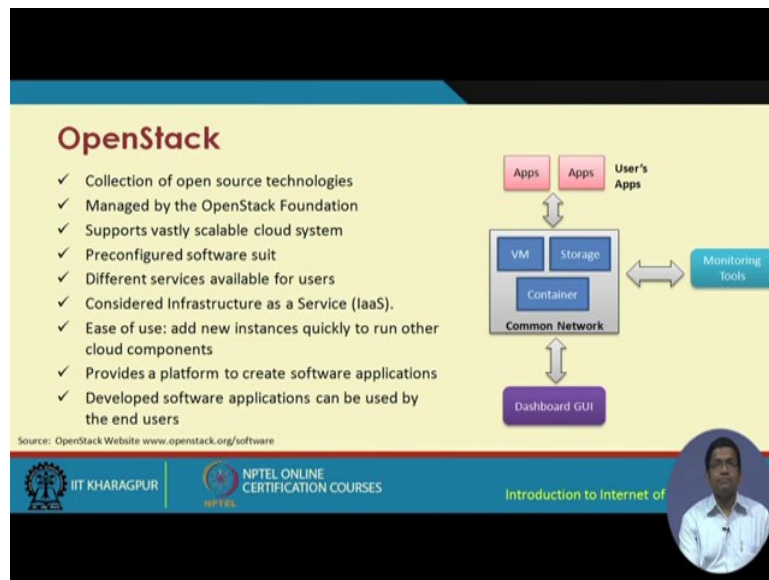 OpenStack
✓ Collection of open source technologies
✓ Managed by the OpenStack Foundation
✓ Supports vastly scalable cloud system
✓ Preconfigured software suit
✓ Different services available for users
✓ Considered Infrastructure as a Service (IaaS).
✓ Ease of use: add new instances quickly to run other
cloud components
✓ Provides a platform to create software applications
✓ Developed software applications can be used by
the end users
Apps Apps User's
Apps
VM Storage
Container
Common Network
Monitoring
Tools
Dashboard GUI
Source: OpenStack Website www.openstack.org/software
IIT KHARAGPUR
NPTEL
NPTEL ONLINE
CERTIFICATION COURSES
Introduction to Internet of